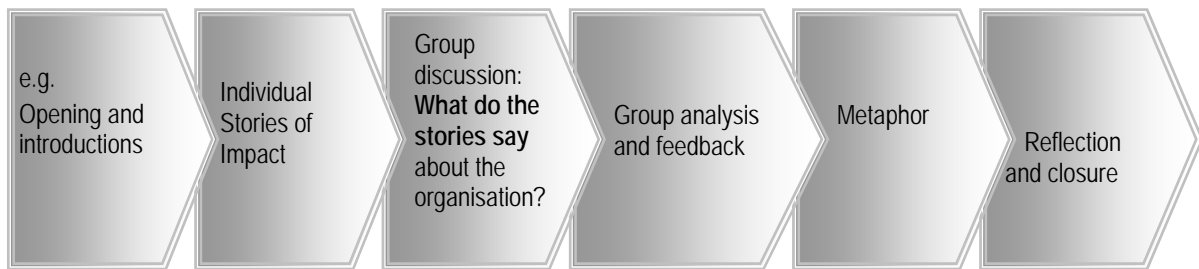 e.g.
Opening and
introductions
Individual
Stories of
Impact
Group
discussion:
What do the
stories say
about the
organisation?
Group analysis
and feedback
Metaphor
Reflection
and closure